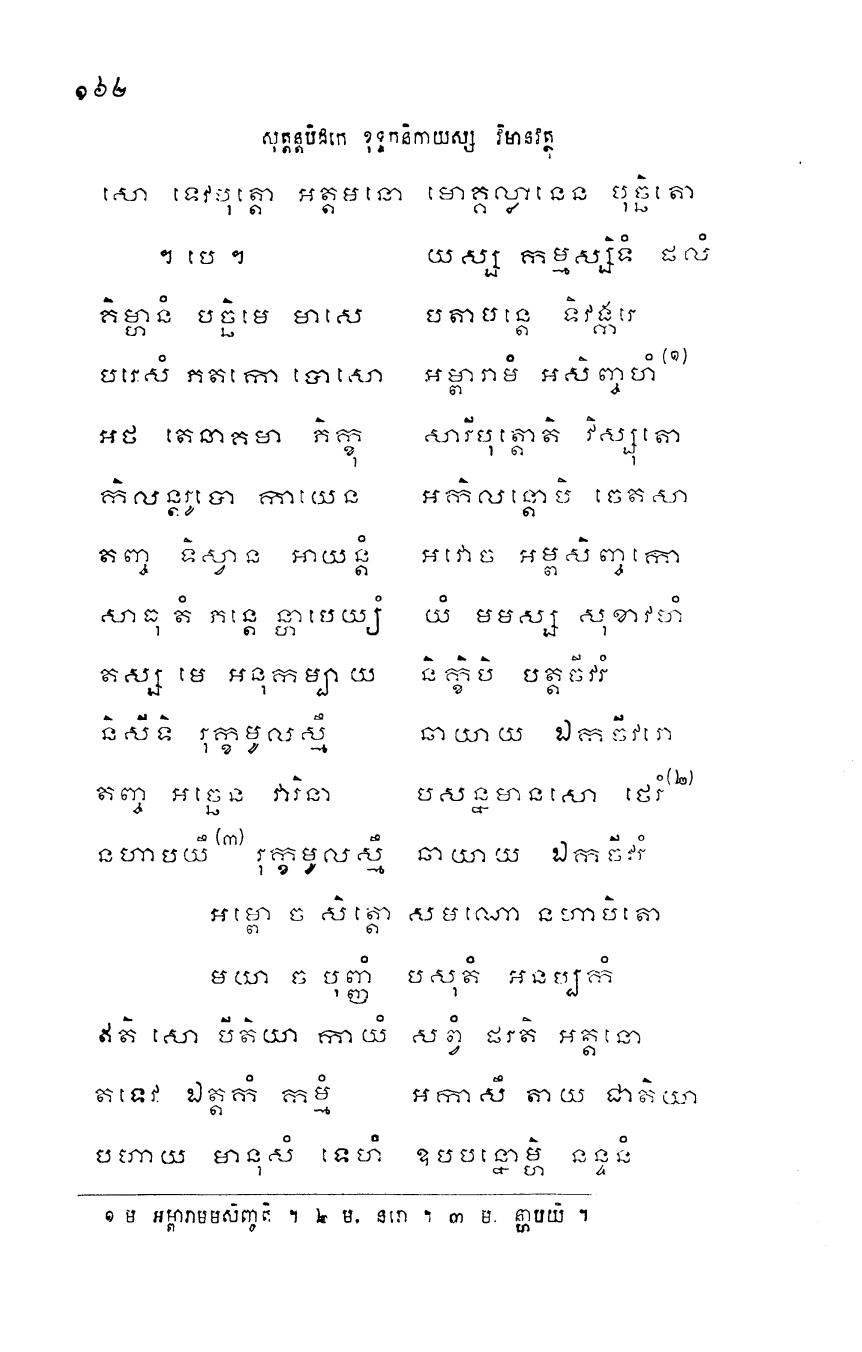 ១៦២
សុត្តន្តបិដកេ ខុទ្ទកនិកាយស្ស វិមានវត្ថុ
សោ ទេវបុត្តោ អត្តមនោ មោគ្គល្លានេន បុច្ឆិតោ
។ បេ ។ យស្ស កម្មស្សិទំ ផលំ
គិម្ហានំ បច្ឆិមេ មាសេ បតាបន្តេ ទិវង្ករេ
បរេសំ ភតកោ បោសោ អម្ពារាមំ អសិញ្ចហំ (១)
អថ តេនាគមា ភិក្ខុ សារីបុត្តោតិ វិស្សុតោ
កិលន្តរូបោ កាយេន អកិលន្តោបិ ចេតសា
តញ្ច ទិស្វាន អាយន្តំ អវោច អម្ពសិញ្ចកោ
សាធុ តំ ភន្តេ ន្ហាបេយ្យំ យំ មមស្ស សុខាវហំ
តស្ស មេ អនុកម្បាយ និក្ខិបិ បត្តចីវរំ
និសីទិ រុក្ខមូលស្មឹ ឆាយាយ ឯកចីវរោ
តញ្ច អច្ឆេន វារិនា បសន្នមានសោ ថេរំ (២)
នហាបយឹ (៣) រុក្ខមូលស្មឹ ឆាយាយ ឯកចីវរំ
អម្ពោ ច សិត្តោ សមណោ នហាបិតោ
មយា ច បុញ្ញំ បសុតំ អនប្បកំ
ឥតិ សោ បីតិយា កាយំ សព្វំ ផរតិ អត្តនោ
តទេវ ឯត្តកំ កម្មំ អកាសឹ តាយ ជាតិយា
បហាយ មានុសំ ទេហំ ឧបបន្នោម្ហិ នន្ទនំ
១ ម អម្ពារាមមសិញ្ចតិ ។ ២ ម. នរោ ។ ៣ ម. ន្ហាបយឹ ។